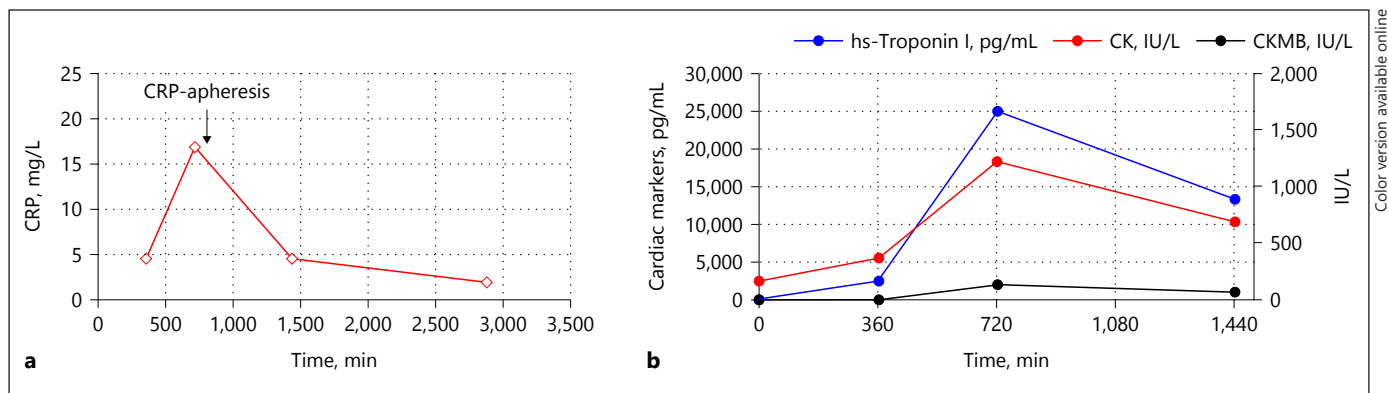 hs-Troponin I, pg/mL CK, IU/L CKMB, IU/L
25
20
15
10
5
0
CRP, mg/L
CRP-apheresis
0 500 1,000 1,500 2,000 2,500 3,000 3,500
Time, min
a
30,000
25,000
20,000
15,000
10,000
5,000
0
Cardiac markers, pg/mL
2,000
1,500
1,000
500
0
IU/L
0 360 720 1,080 1,440
Time, min
b
Color version available online